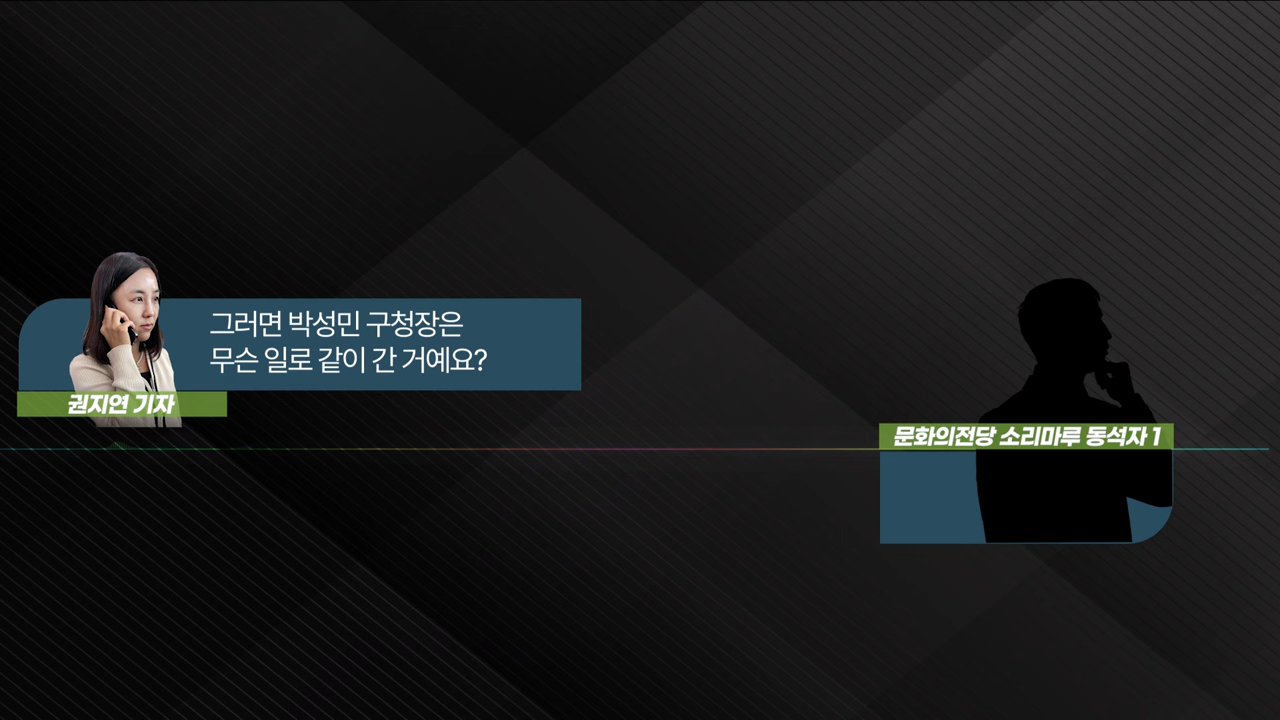 그러면 박성민 구청장은
무슨 일로 같이 간 거예요?
권지연 기자
문화의전당 소리마루 동석자 1